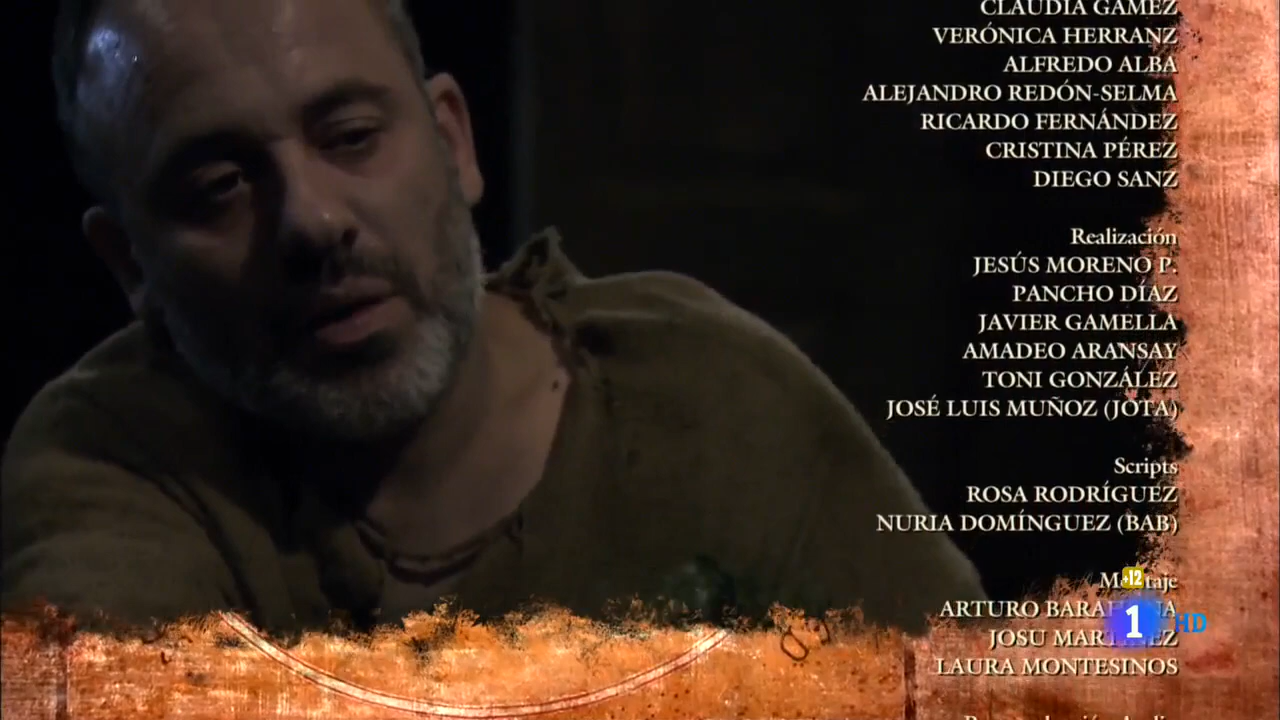 CLAUDIA GÁMEZ
VERÓNICA HERRANZ
ALFREDO ALBA
ALEJANDRO REDÓN-SELMA
RICARDO FERNÁNDEZ
CRISTINA PÉREZ
DIEGO SANZ
Realización
JESÚS MORENO P.
PANCHO DÍAZ
JAVIER GAMELLA
AMADEO ARANSAY
TONI GONZÁLEZ
JOSÉ LUIS MUÑOZ (JOTA)
Scripts
ROSA RODRÍGUEZ
NURIA DOMÍNGUEZ (BAB)
+12
ARTURO
1 HD
JOSU
LAURA MONTESINOS